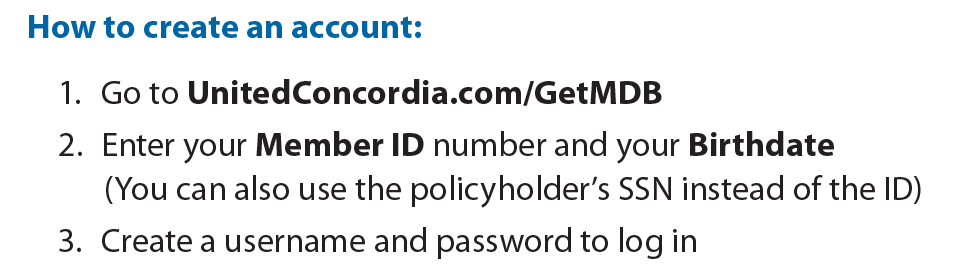 How to create an account:
1. Go to UnitedConcordia.com/GetMDB
2. Enter your Member ID number and your Birthdate
(You can also use the policyholder’s SSN instead of the ID)
3. Create a username and password to log in